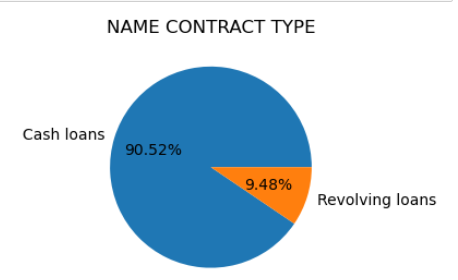 NAME CONTRACT TYPE
Cash loans
90.52%
9.48%
Revolving loans